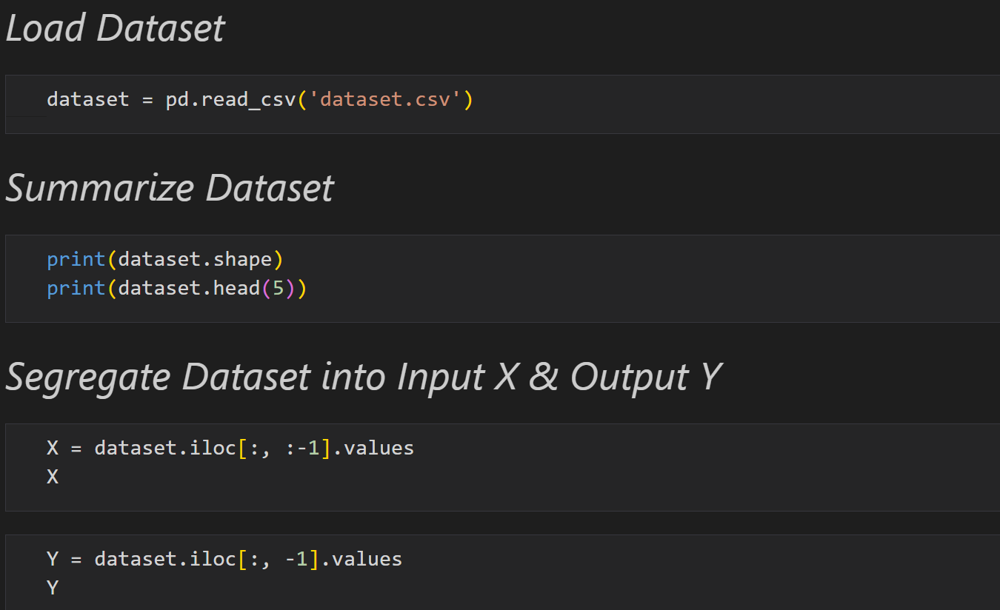 Load Dataset
dataset = pd.read_csv('dataset.csv')
Summarize Dataset
print(dataset.shape)
print(dataset.head(5))
Segregate Dataset into Input X & Output Y
X = dataset.iloc[:, :-1].values
X
Y = dataset.iloc[:, -1].values
Y